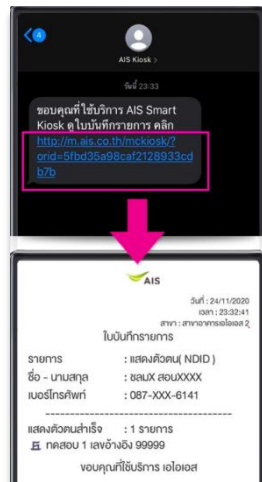 4
AIS Kiosk >
วันนี้ 23:33
ขอบคุณที่ใช้บริการ AIS Smart
Kiosk ดูใบบันทึกรายการ คลิก
http://m.ais.co.th/mckiosk/?
orid=5fbd35a98caf2128933cd
b7b
AIS
วันที่ : 24/11/2020
เวลา : 23:32:41
สาขา : สาขาอาคารเอไอเอส 2
ใบบันทึกรายการ
รายการ : แสดงตัวตน( NDID )
ชื่อ - นามสกุล : ชลมX สอนXXXX
เบอร์โทรศัพท์ : 087-XXX-6141
แสดงตัวตนสำเร็จ : 1 รายการ
ทดสอบ 1 เลขอ้างอิง 99999
ขอบคุณที่ใช้บริการ เอไอเอส